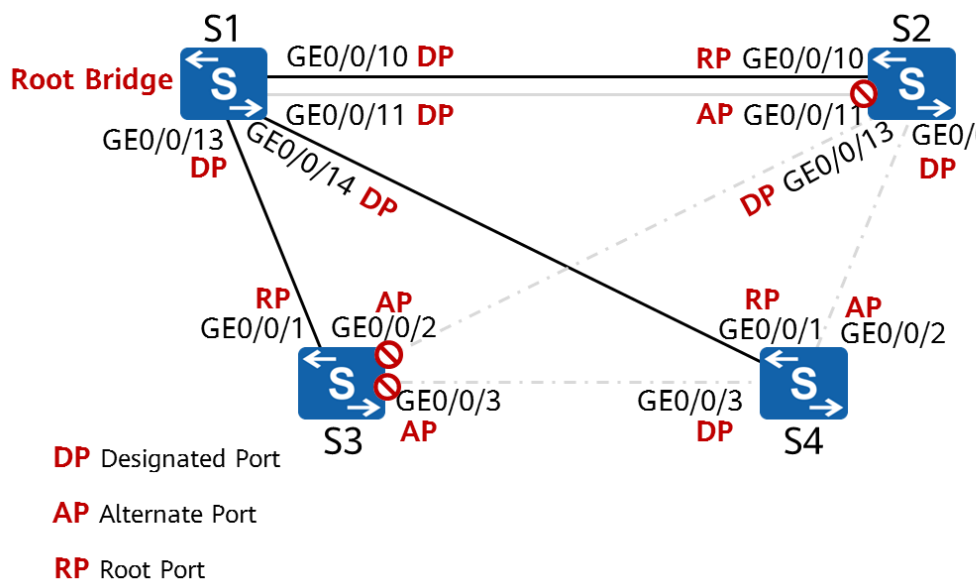 S1
S2
GE0/0/10 DP
RP GE0/0/10
Root Bridge
S
S
GE0/0/11 DP
AP GE0/0/11
GE0/0/13
DP
GE0/0/14 DP
DP GE0/0/13
GE0/
DP
RP
AP
RP
AP
GE0/0/1
GE0/0/2
GE0/0/1
GE0/0/2
S
S
GE0/0/3
GE0/0/3
AP
DP
S3
S4
DP Designated Port
AP Alternate Port
RP Root Port